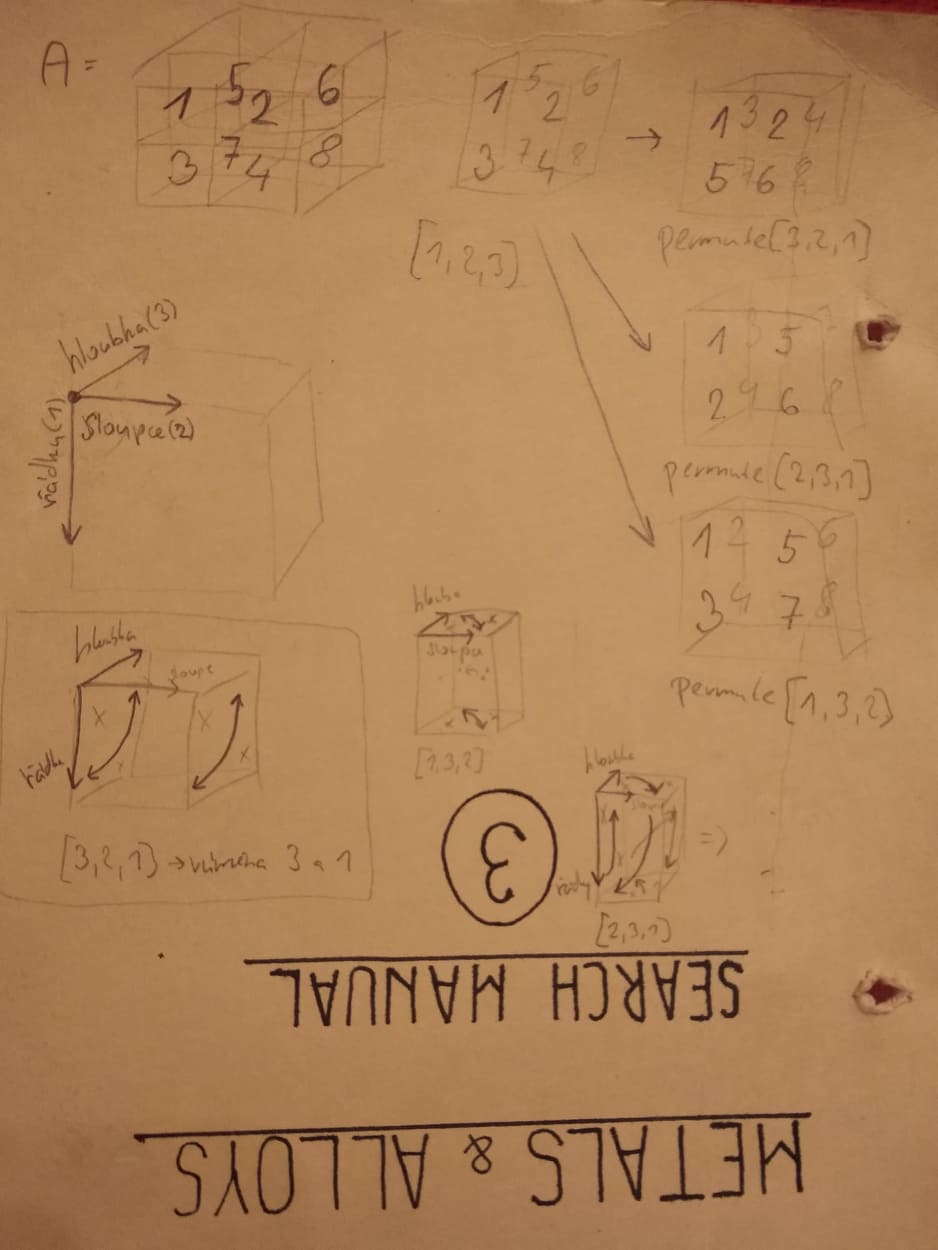 A =
1 5 2 6
3 7 4 8
1 5 2 6
3 7 4 8
[1,2,3]
→
1 3 2 4
5 7 6 8
permute [3,2,1]
1 3 5 7
2 4 6 8
permute [2,3,1]
1 2 5 6
3 4 7 8
permute [1,3,2]
hloubka (3)
sloupce (2)
řádky (1)
hloubka
sloupce
řádky
x x
x x
[3,2,1] → výměna 3 a 1
hloubka
sloupce
[1,3,2]
hloubka
řádky
=>
[2,3,1]
3
SEARCH MANUAL
METALS & ALLOYS